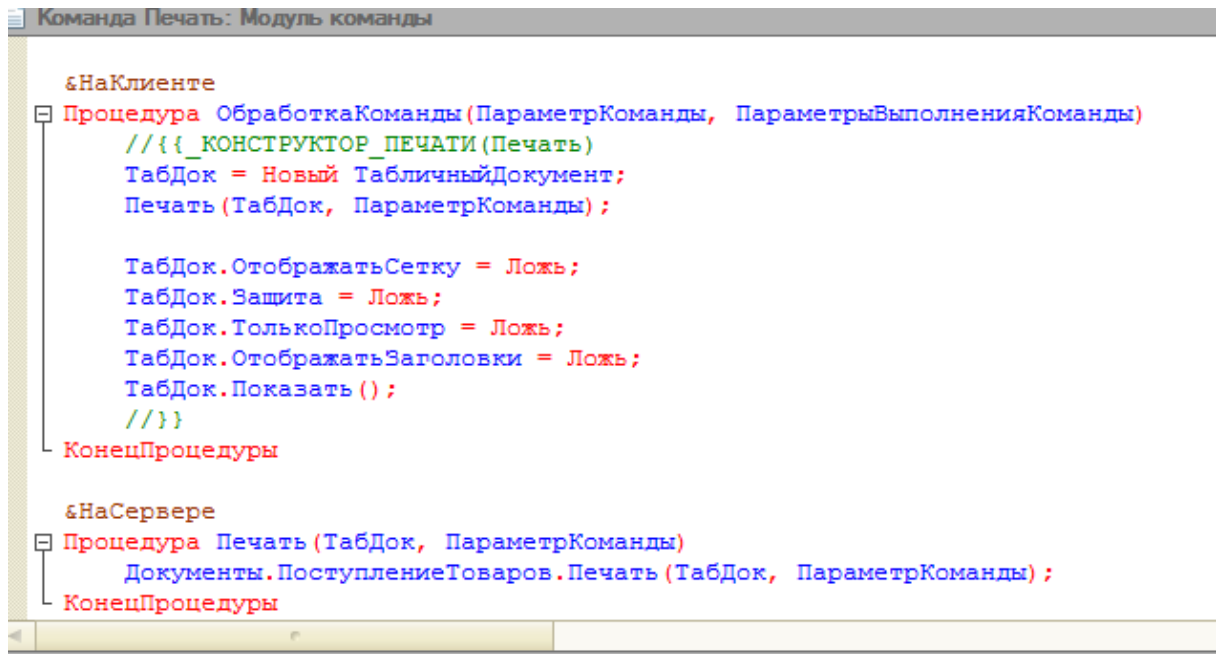 Команда Печать: Модуль команды
&НаКлиенте
Процедура ОбработкаКоманды(ПараметрКоманды, ПараметрыВыполненияКоманды)
//{{_КОНСТРУКТОР_ПЕЧАТИ(Печать)
ТабДок = Новый ТабличныйДокумент;
Печать(ТабДок, ПараметрКоманды);
ТабДок.ОтображатьСетку = Ложь;
ТабДок.Защита = Ложь;
ТабДок.ТолькоПросмотр = Ложь;
ТабДок.ОтображатьЗаголовки = Ложь;
ТабДок.Показать();
//}}
КонецПроцедуры
&НаСервере
Процедура Печать(ТабДок, ПараметрКоманды)
Документы.ПоступлениеТоваров.Печать(ТабДок, ПараметрКоманды);
КонецПроцедуры